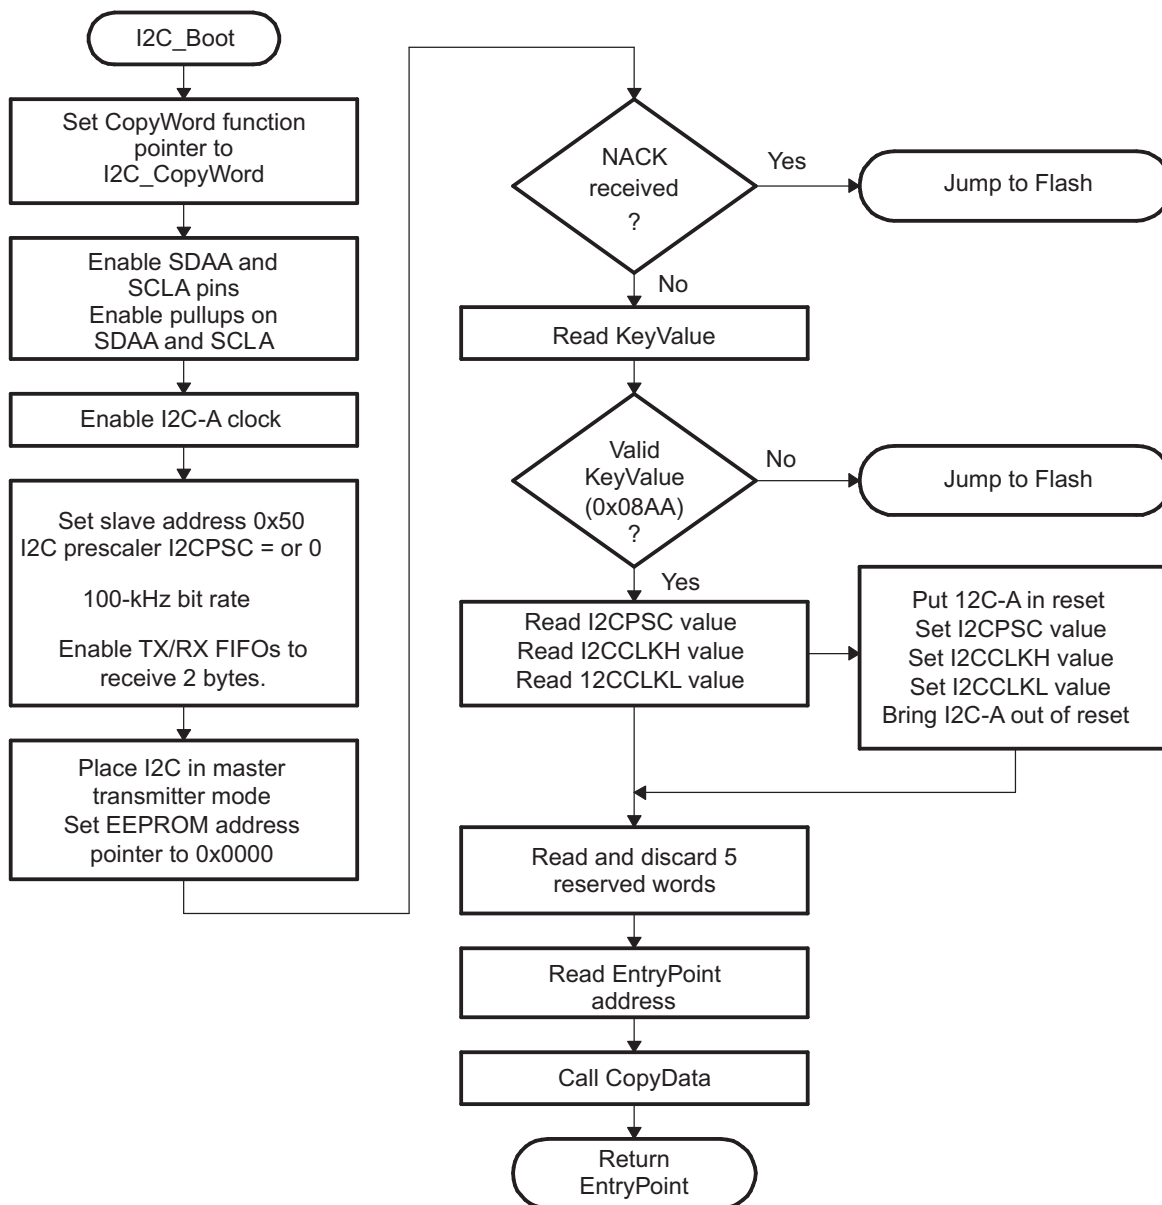 I2C_Boot
Set CopyWord function
pointer to
I2C_CopyWord
Enable SDAA and
SCLA pins
Enable pullups on
SDAA and SCLA
Enable I2C-A clock
Set slave address 0x50
I2C prescaler I2CPSC = or 0
100-kHz bit rate
Enable TX/RX FIFOs to
receive 2 bytes.
Place I2C in master
transmitter mode
Set EEPROM address
pointer to 0x0000
NACK
received
?
Yes
Jump to Flash
No
Read KeyValue
Valid
KeyValue
(0x08AA)
?
No
Jump to Flash
Yes
Read I2CPSC value
Read I2CCLKH value
Read 12CCLKL value
Put 12C-A in reset
Set I2CPSC value
Set I2CCLKH value
Set I2CCLKL value
Bring I2C-A out of reset
Read and discard 5
reserved words
Read EntryPoint
address
Call CopyData
Return
EntryPoint